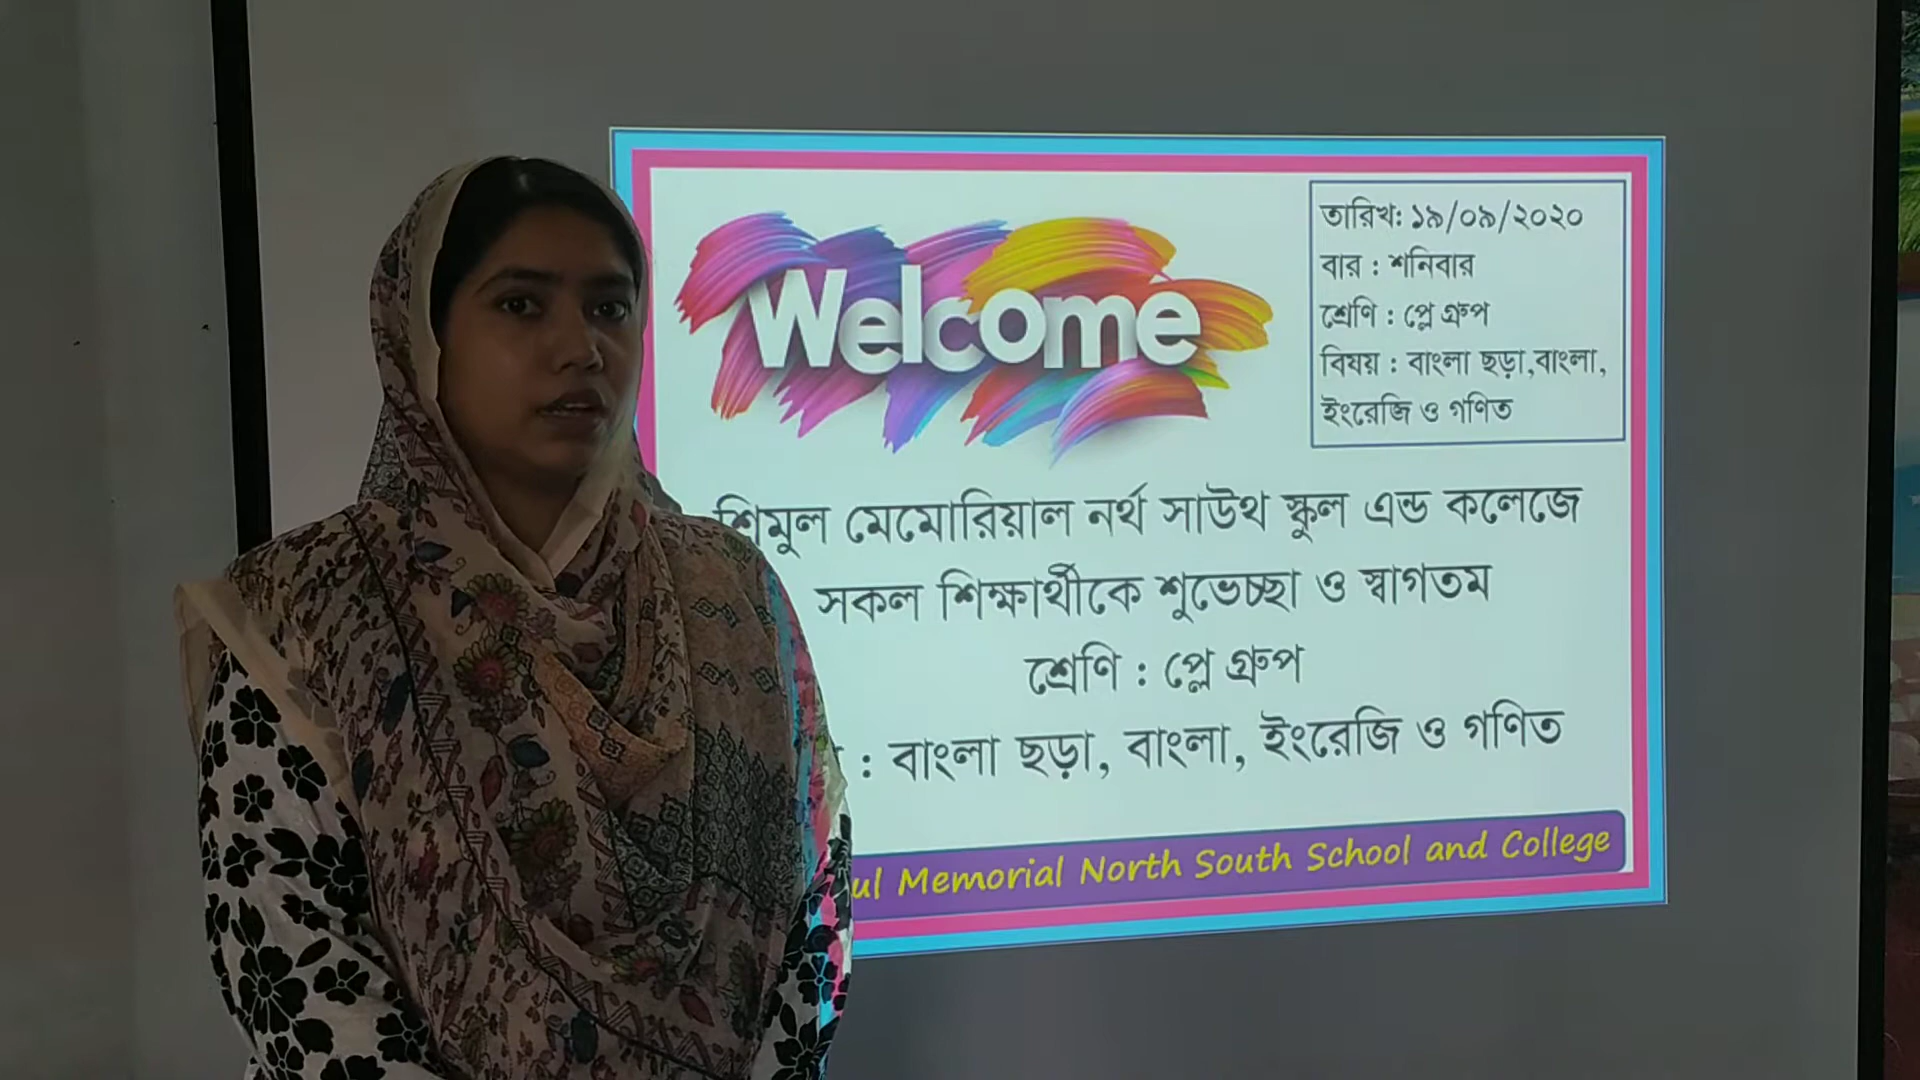 Welcome
তারিখ: ১৯/০৯/২০২০
বার : শনিবার
শ্রেণি : প্লে গ্রুপ
বিষয় : বাংলা ছড়া,বাংলা,
ইংরেজি ও গণিত
শিমুল মেমোরিয়াল নর্থ সাউথ স্কুল এন্ড কলেজে
সকল শিক্ষার্থীকে শুভেচ্ছা ও স্বাগতম
শ্রেণি : প্লে গ্রুপ
: বাংলা ছড়া, বাংলা, ইংরেজি ও গণিত
ul Memorial North South School and College